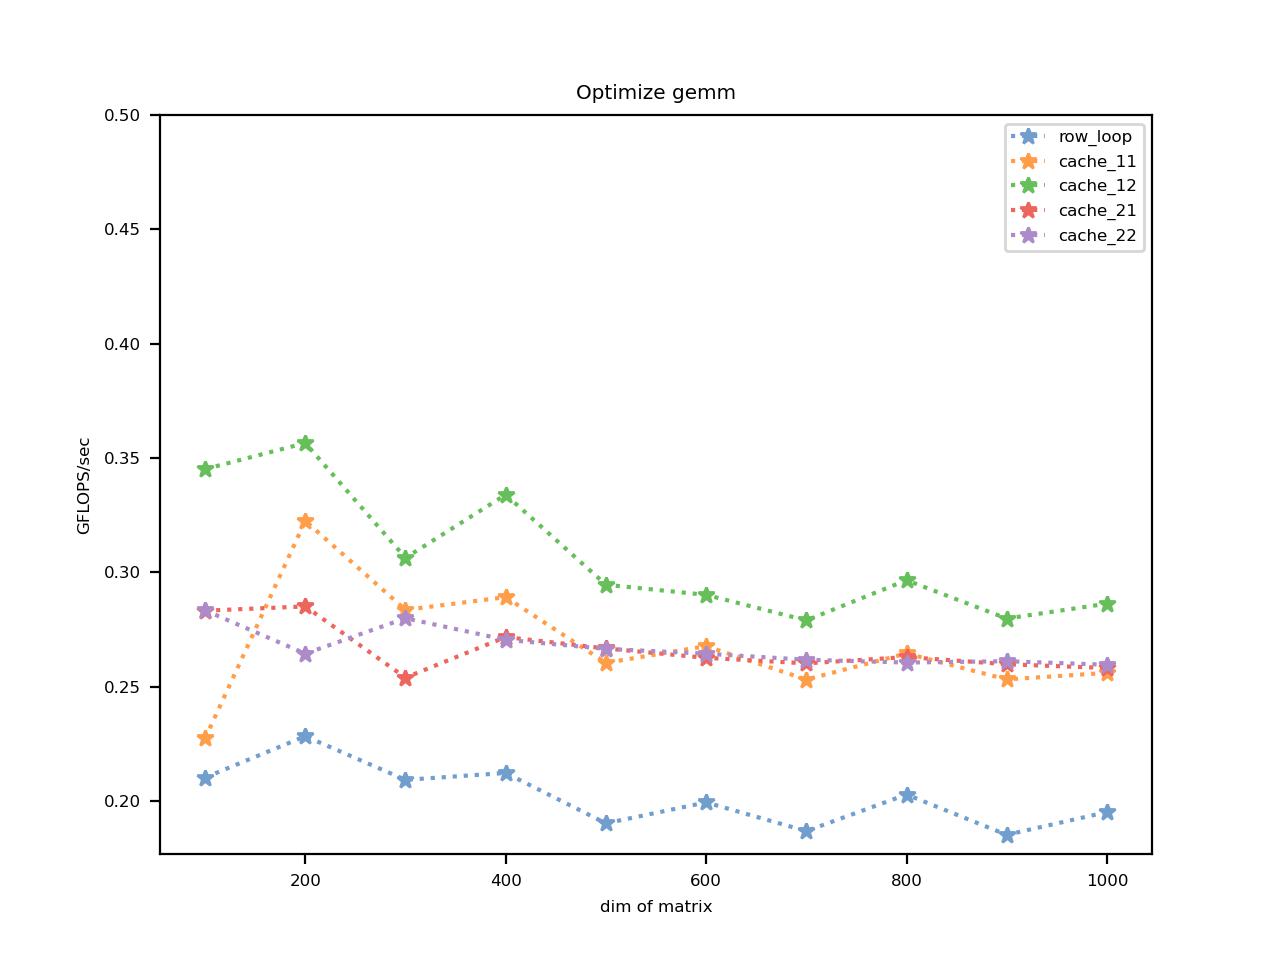 Optimize gemm
0.50
0.45
0.40
0.35
0.30
0.25
0.20
GFLOPS/sec
row_loop
cache_11
cache_12
cache_21
cache_22
200 400 600 800 1000
dim of matrix